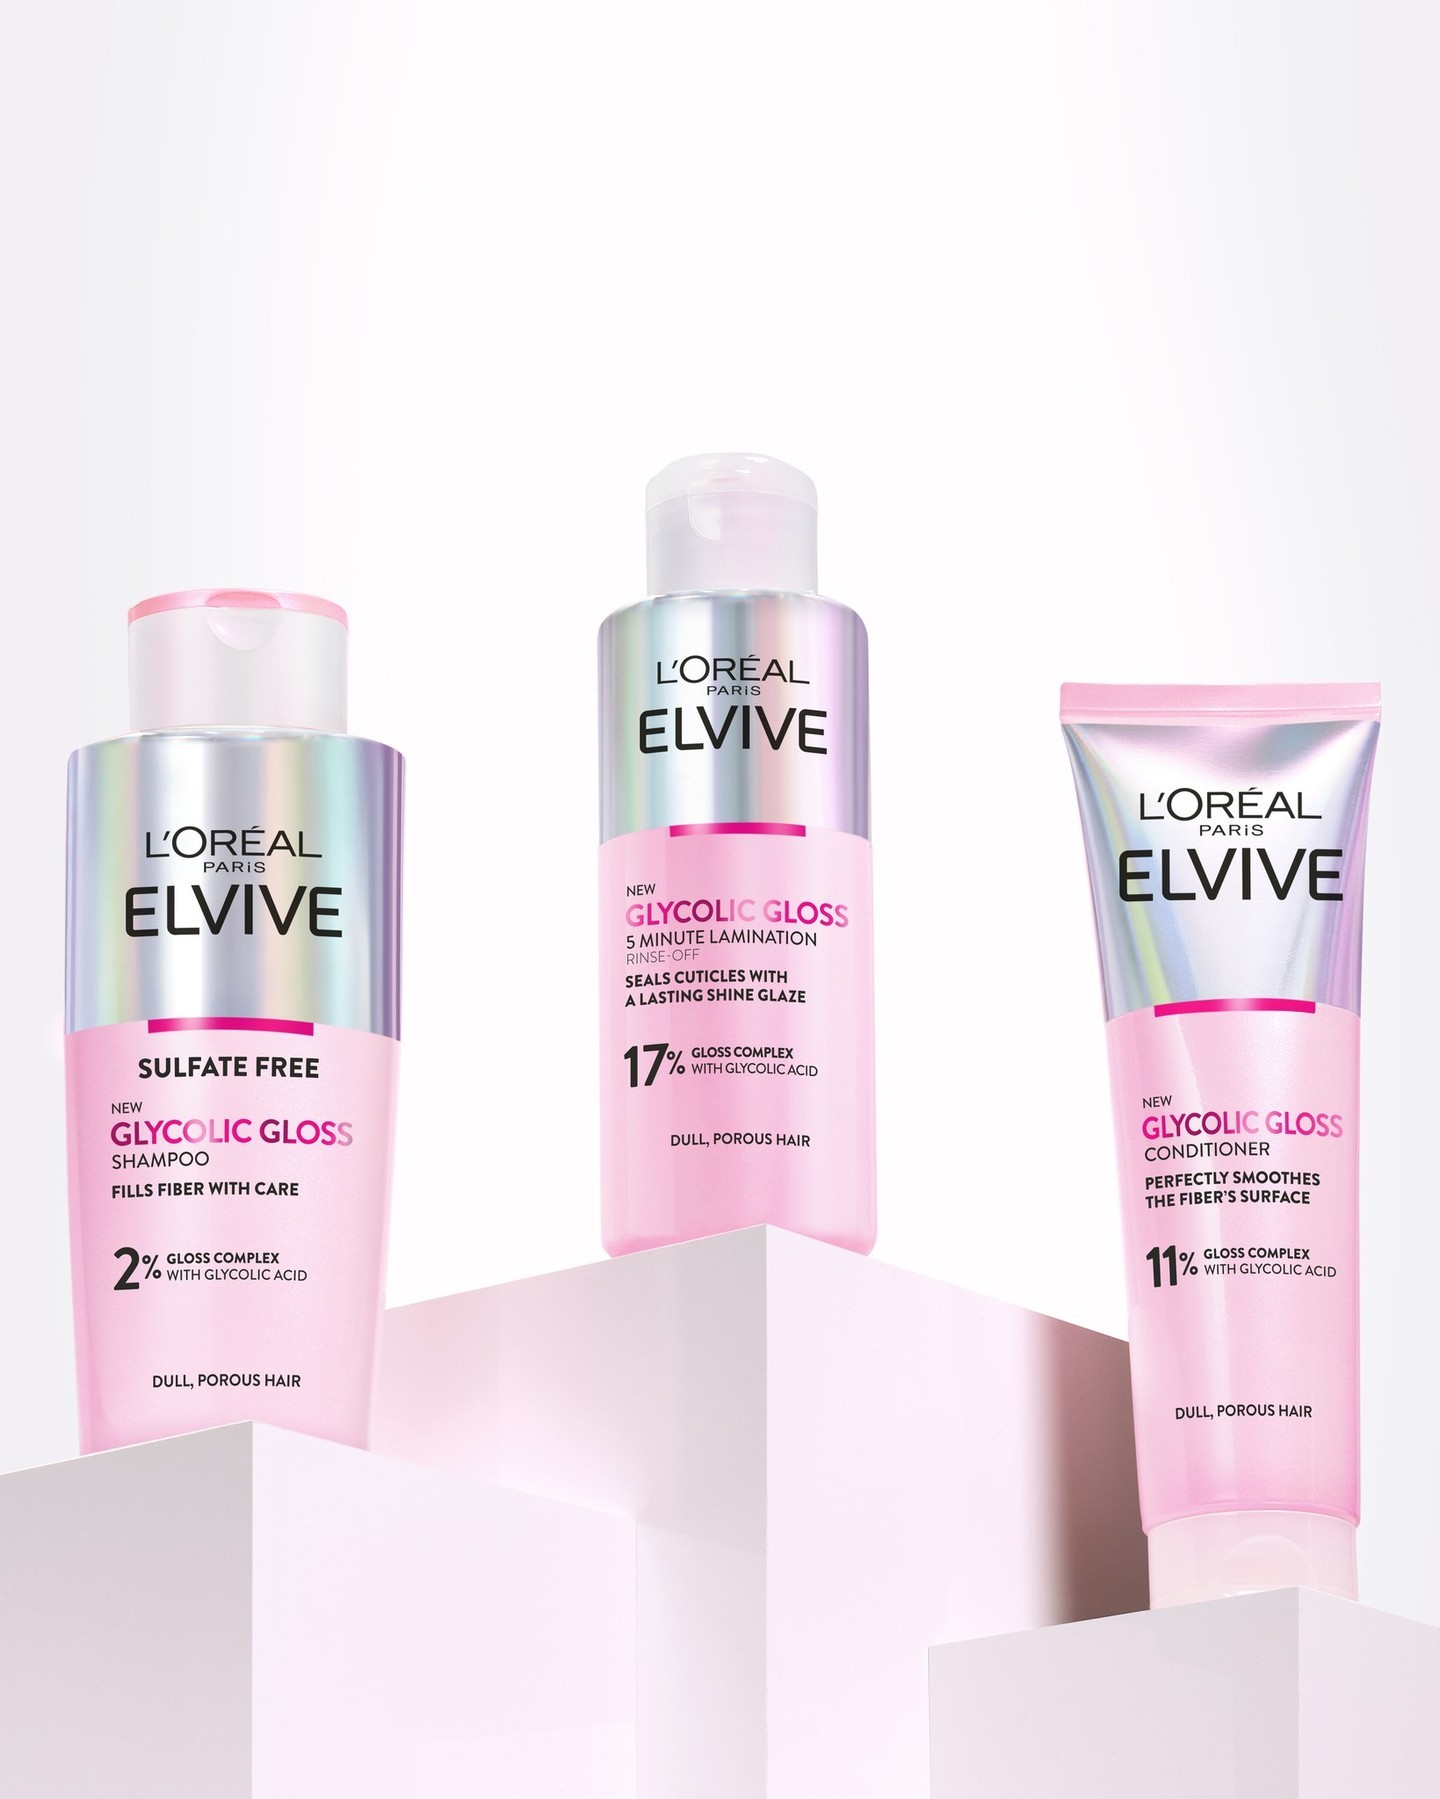 L'ORÉAL
PARiS
ELVIVE
SULFATE FREE
NEW
GLYCOLIC GLOSS
SHAMPOO
FILLS FIBER WITH CARE
2% GLOSS COMPLEX
WITH GLYCOLIC ACID
DULL, POROUS HAIR
L'ORÉAL
PARiS
ELVIVE
NEW
GLYCOLIC GLOSS
5 MINUTE LAMINATION
RINSE-OFF
SEALS CUTICLES WITH
A LASTING SHINE GLAZE
17% GLOSS COMPLEX
WITH GLYCOLIC ACID
DULL, POROUS HAIR
L'ORÉAL
PARiS
ELVIVE
NEW
GLYCOLIC GLOSS
CONDITIONER
PERFECTLY SMOOTHES
THE FIBER'S SURFACE
11% GLOSS COMPLEX
WITH GLYCOLIC ACID
DULL, POROUS HAIR